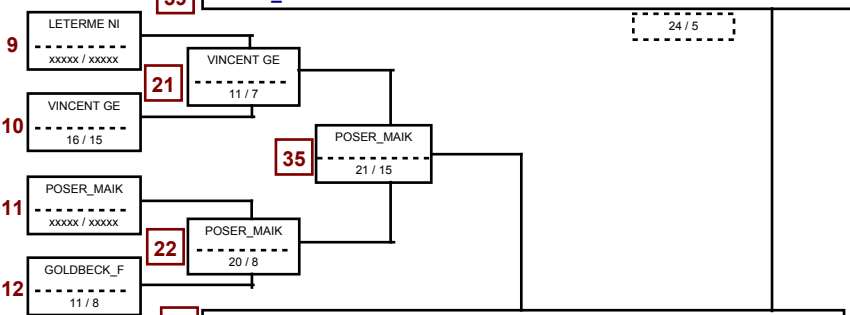 39
LETERME NI
9
xxxxx / xxxxx
24 / 5
VINCENT GE
21
11 / 7
VINCENT GE
10
16 / 15
POSER_MAIK
35
21 / 15
POSER_MAIK
11
xxxxx / xxxxx
POSER_MAIK
22
20 / 8
GOLDBECK_F
12
11 / 8